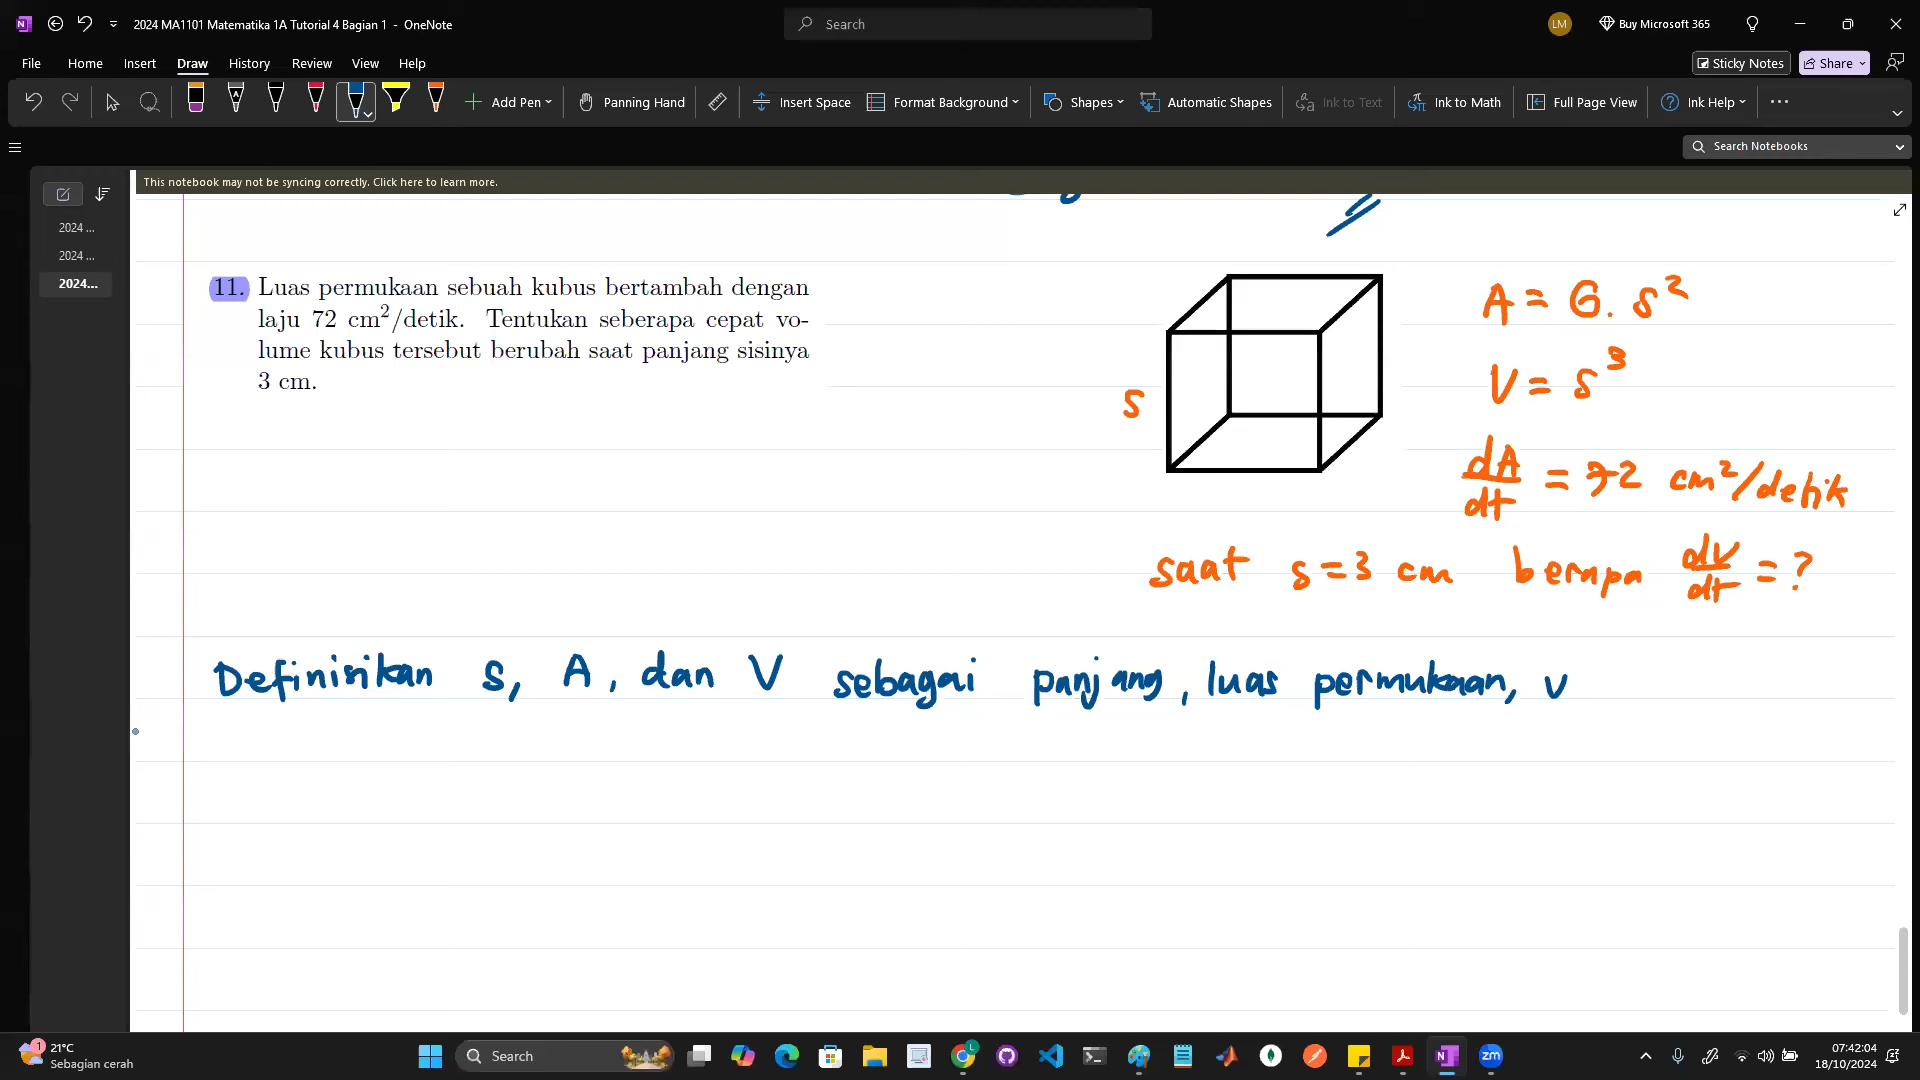 2024 MA1101 Matematika 1A Tutorial 4 Bagian 1 - OneNote
Search
LM
Buy Microsoft 365
File Home Insert Draw History Review View Help
Sticky Notes
Share
Add Pen
Panning Hand
Insert Space
Format Background
Shapes
Automatic Shapes
Ink to Text
Ink to Math
Full Page View
Ink Help
Search Notebooks
This notebook may not be syncing correctly. Click here to learn more.
2024 ...
2024 ...
2024...
11. Luas permukaan sebuah kubus bertambah dengan
laju 72 cm²/detik. Tentukan seberapa cepat vo-
lume kubus tersebut berubah saat panjang sisinya
3 cm.
s
A = 6. s²
V = s³
dA/dt = 72 cm²/detik
saat s = 3 cm berapa dV/dt = ?
Definisikan s, A, dan V sebagai panjang, luas permukaan, v
1
21°C
Sebagian cerah
Search
L
zm
07:42:04
18/10/2024